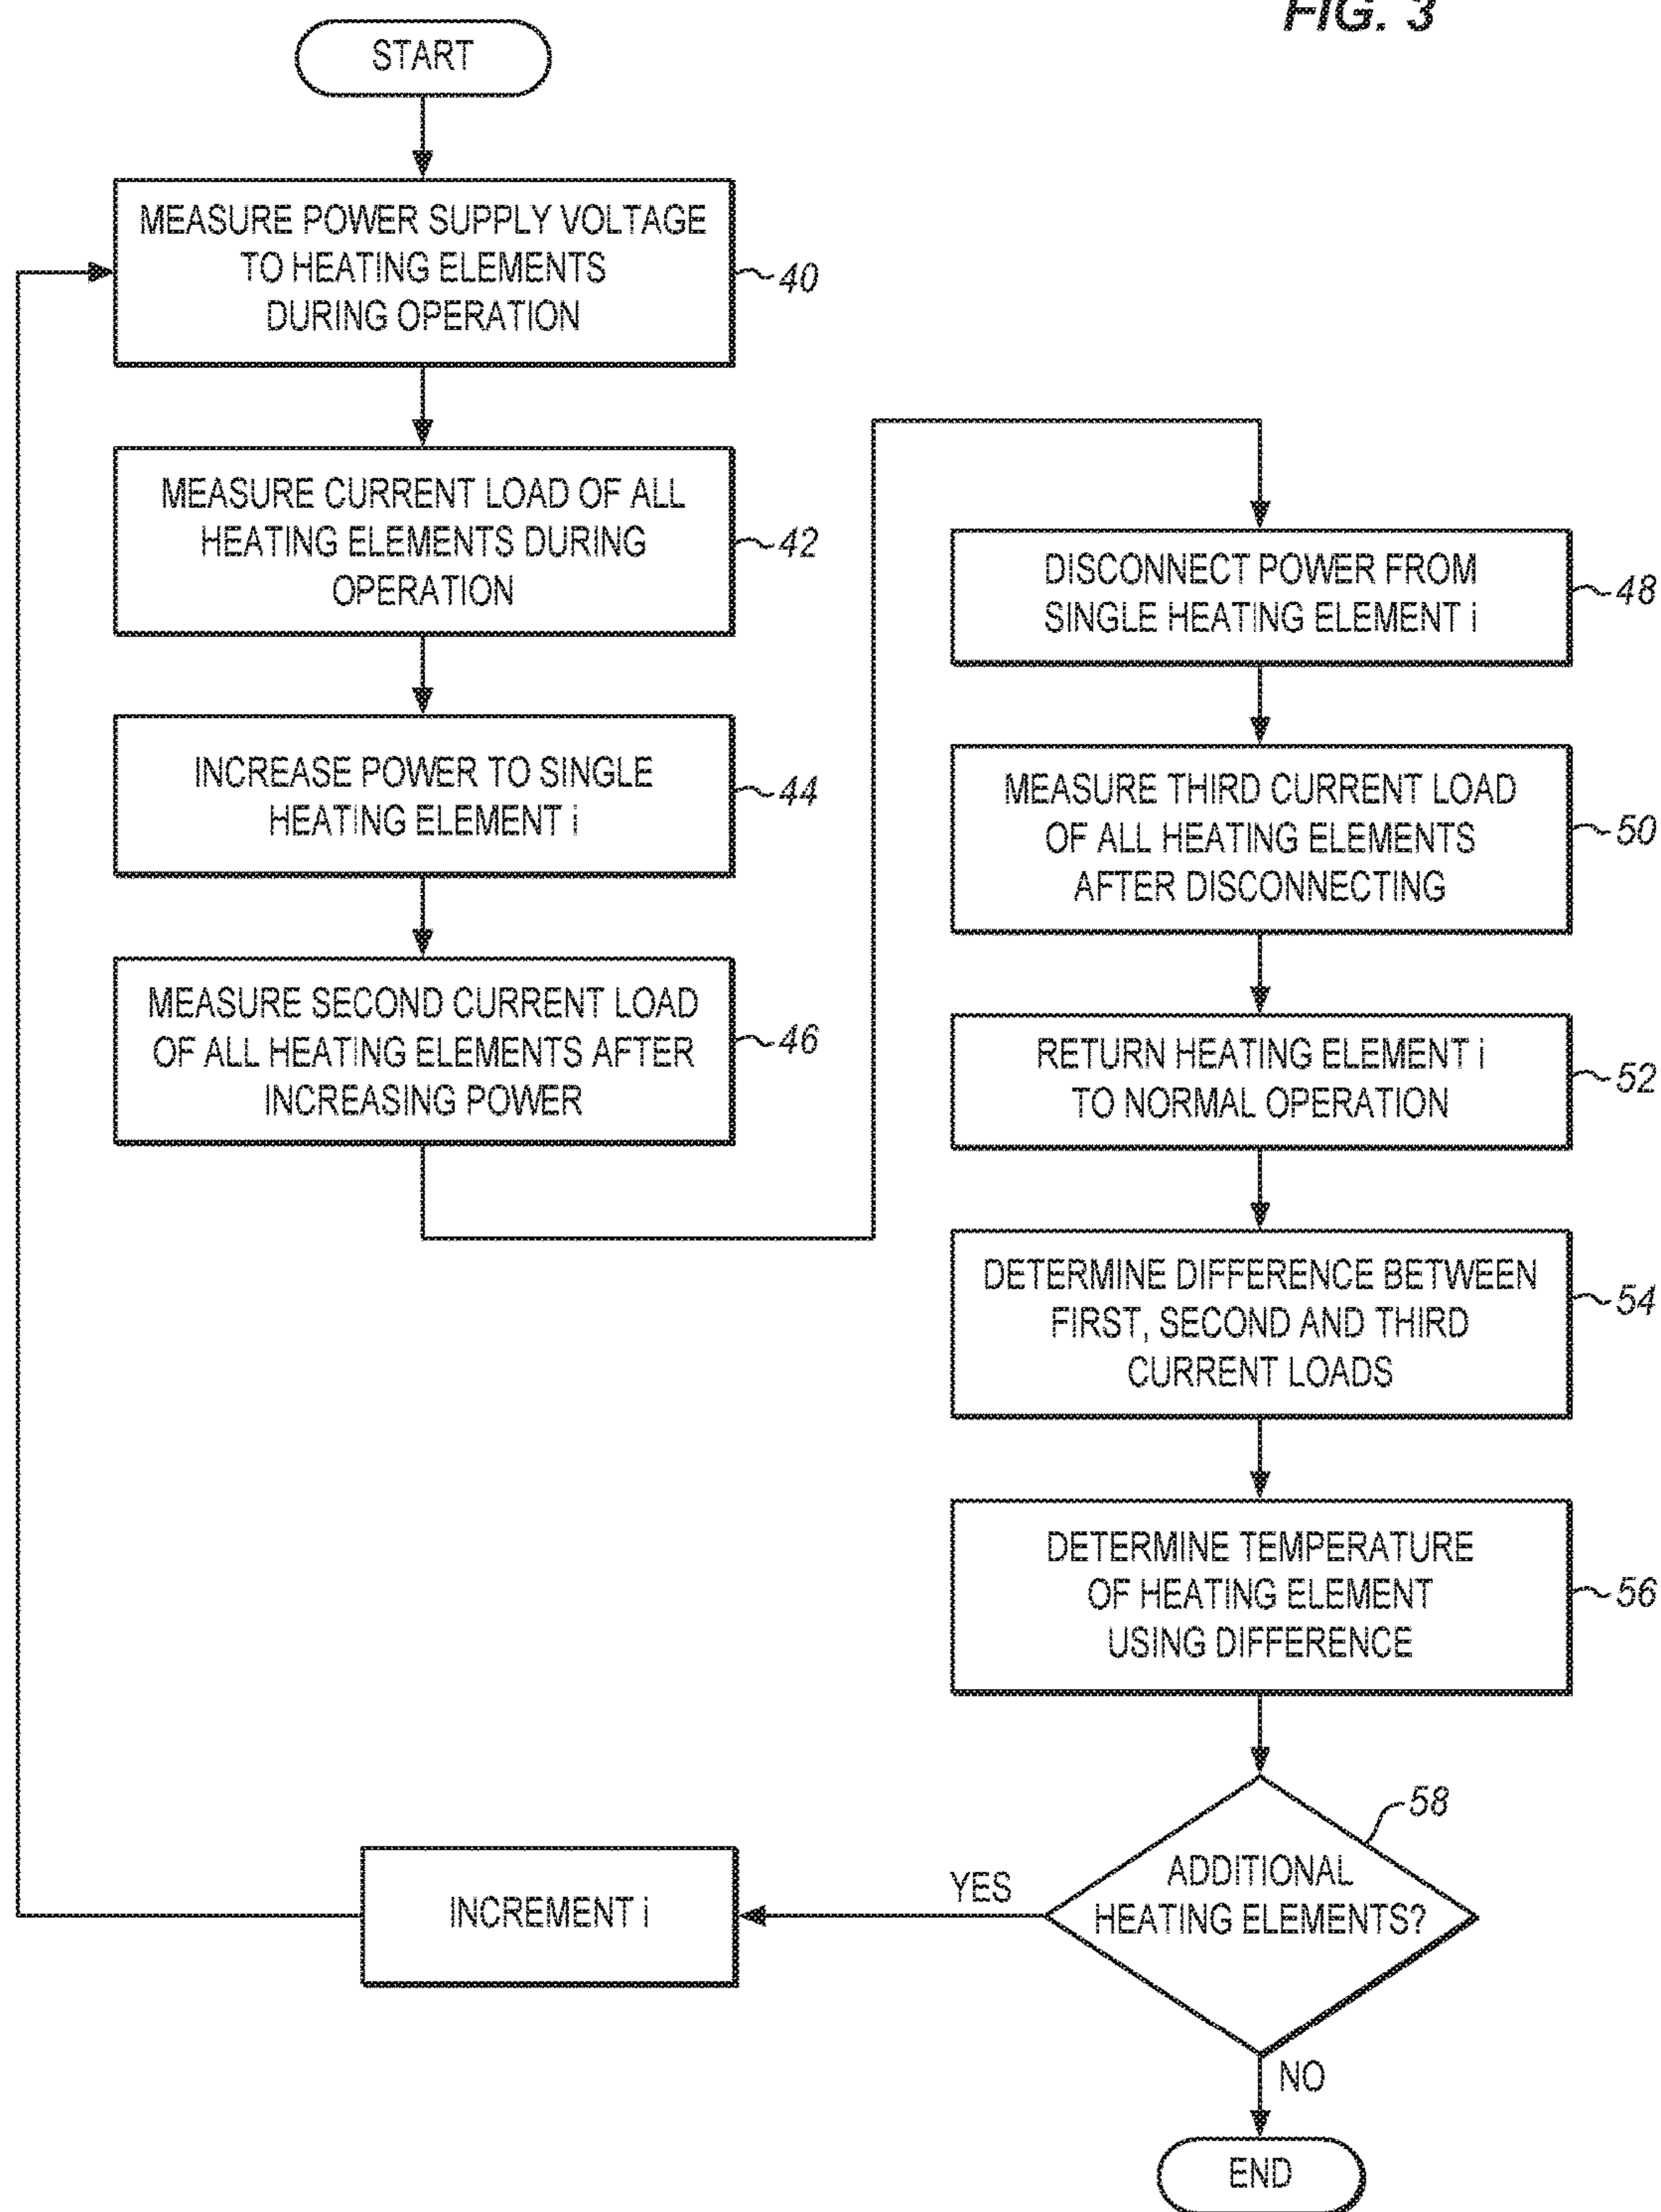 FIG. 3
START
MEASURE POWER SUPPLY VOLTAGE
TO HEATING ELEMENTS
DURING OPERATION
40
MEASURE CURRENT LOAD OF ALL
HEATING ELEMENTS DURING
OPERATION
42
INCREASE POWER TO SINGLE
HEATING ELEMENT i
44
MEASURE SECOND CURRENT LOAD
OF ALL HEATING ELEMENTS AFTER
INCREASING POWER
46
DISCONNECT POWER FROM
SINGLE HEATING ELEMENT i
48
MEASURE THIRD CURRENT LOAD
OF ALL HEATING ELEMENTS
AFTER DISCONNECTING
50
RETURN HEATING ELEMENT i
TO NORMAL OPERATION
52
DETERMINE DIFFERENCE BETWEEN
FIRST, SECOND AND THIRD
CURRENT LOADS
54
DETERMINE TEMPERATURE
OF HEATING ELEMENT
USING DIFFERENCE
56
58
ADDITIONAL
HEATING ELEMENTS?
YES
INCREMENT i
NO
END